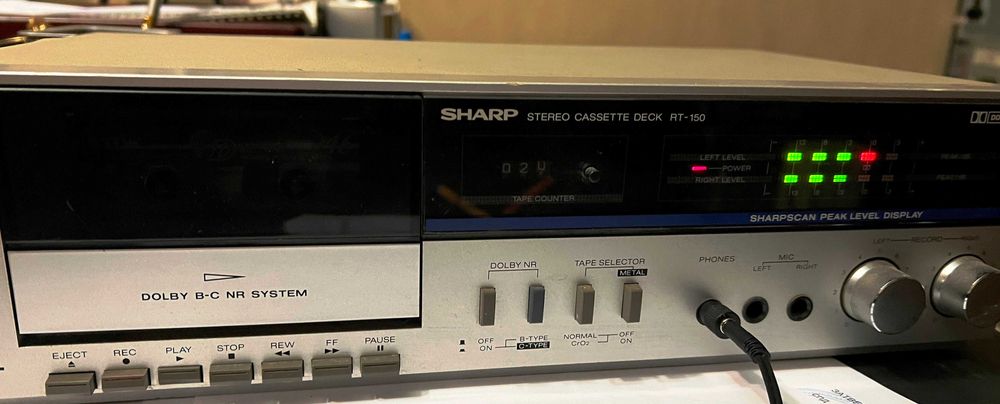 SHARP STEREO CASSETTE DECK RT-150
LEFT LEVEL
POWER
RIGHT LEVEL
TAPE COUNTER
SHARPSCAN PEAK LEVEL DISPLAY
DOLBY B-C NR SYSTEM
DOLBY NR
TAPE SELECTOR
METAL
PHONES
MIC
LEFT RIGHT
LEFT RECORD RIGHT
OFF
ON
B-TYPE
C-TYPE
NORMAL
CrO2
OFF
ON
EJECT REC PLAY STOP REW FF PAUSE